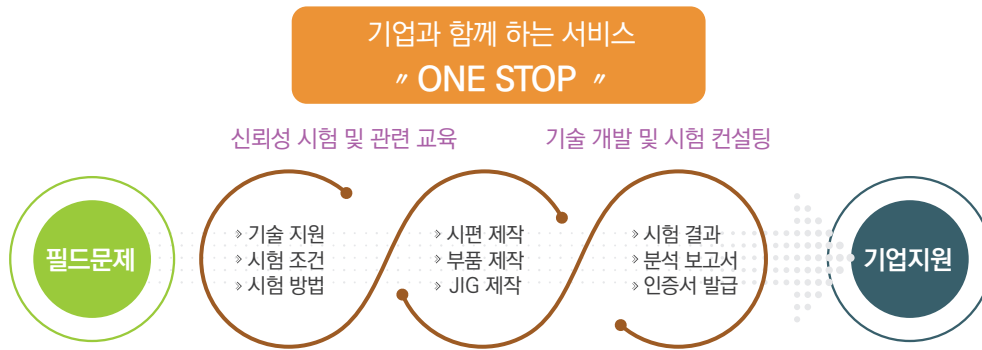 기업과 함께 하는 서비스
〃 ONE STOP 〃
신뢰성 시험 및 관련 교육
기술 개발 및 시험 컨설팅
필드문제
» 기술 지원
» 시험 조건
» 시험 방법
» 시편 제작
» 부품 제작
» JIG 제작
» 시험 결과
» 분석 보고서
» 인증서 발급
기업지원